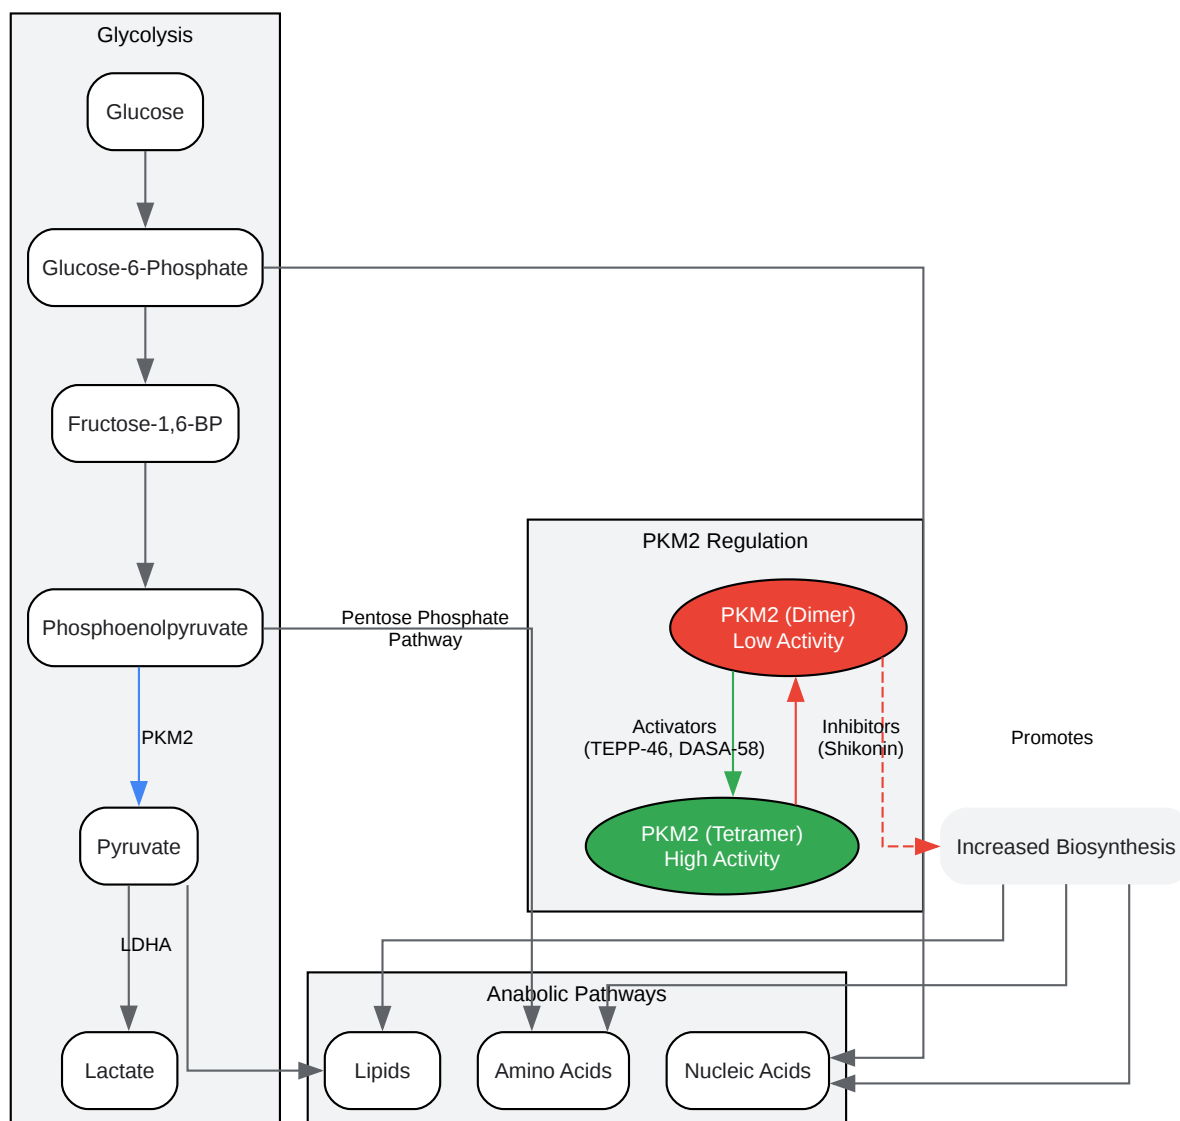 Glycolysis
Glucose
Glucose-6-Phosphate
Fructose-1,6-BP
Phosphoenolpyruvate
PKM2
Pyruvate
LDHA
Lactate
Pentose Phosphate
Pathway
PKM2 Regulation
PKM2 (Dimer)
Low Activity
Activators
(TEPP-46, DASA-58)
Inhibitors
(Shikonin)
PKM2 (Tetramer)
High Activity
Promotes
Increased Biosynthesis
Anabolic Pathways
Lipids
Amino Acids
Nucleic Acids